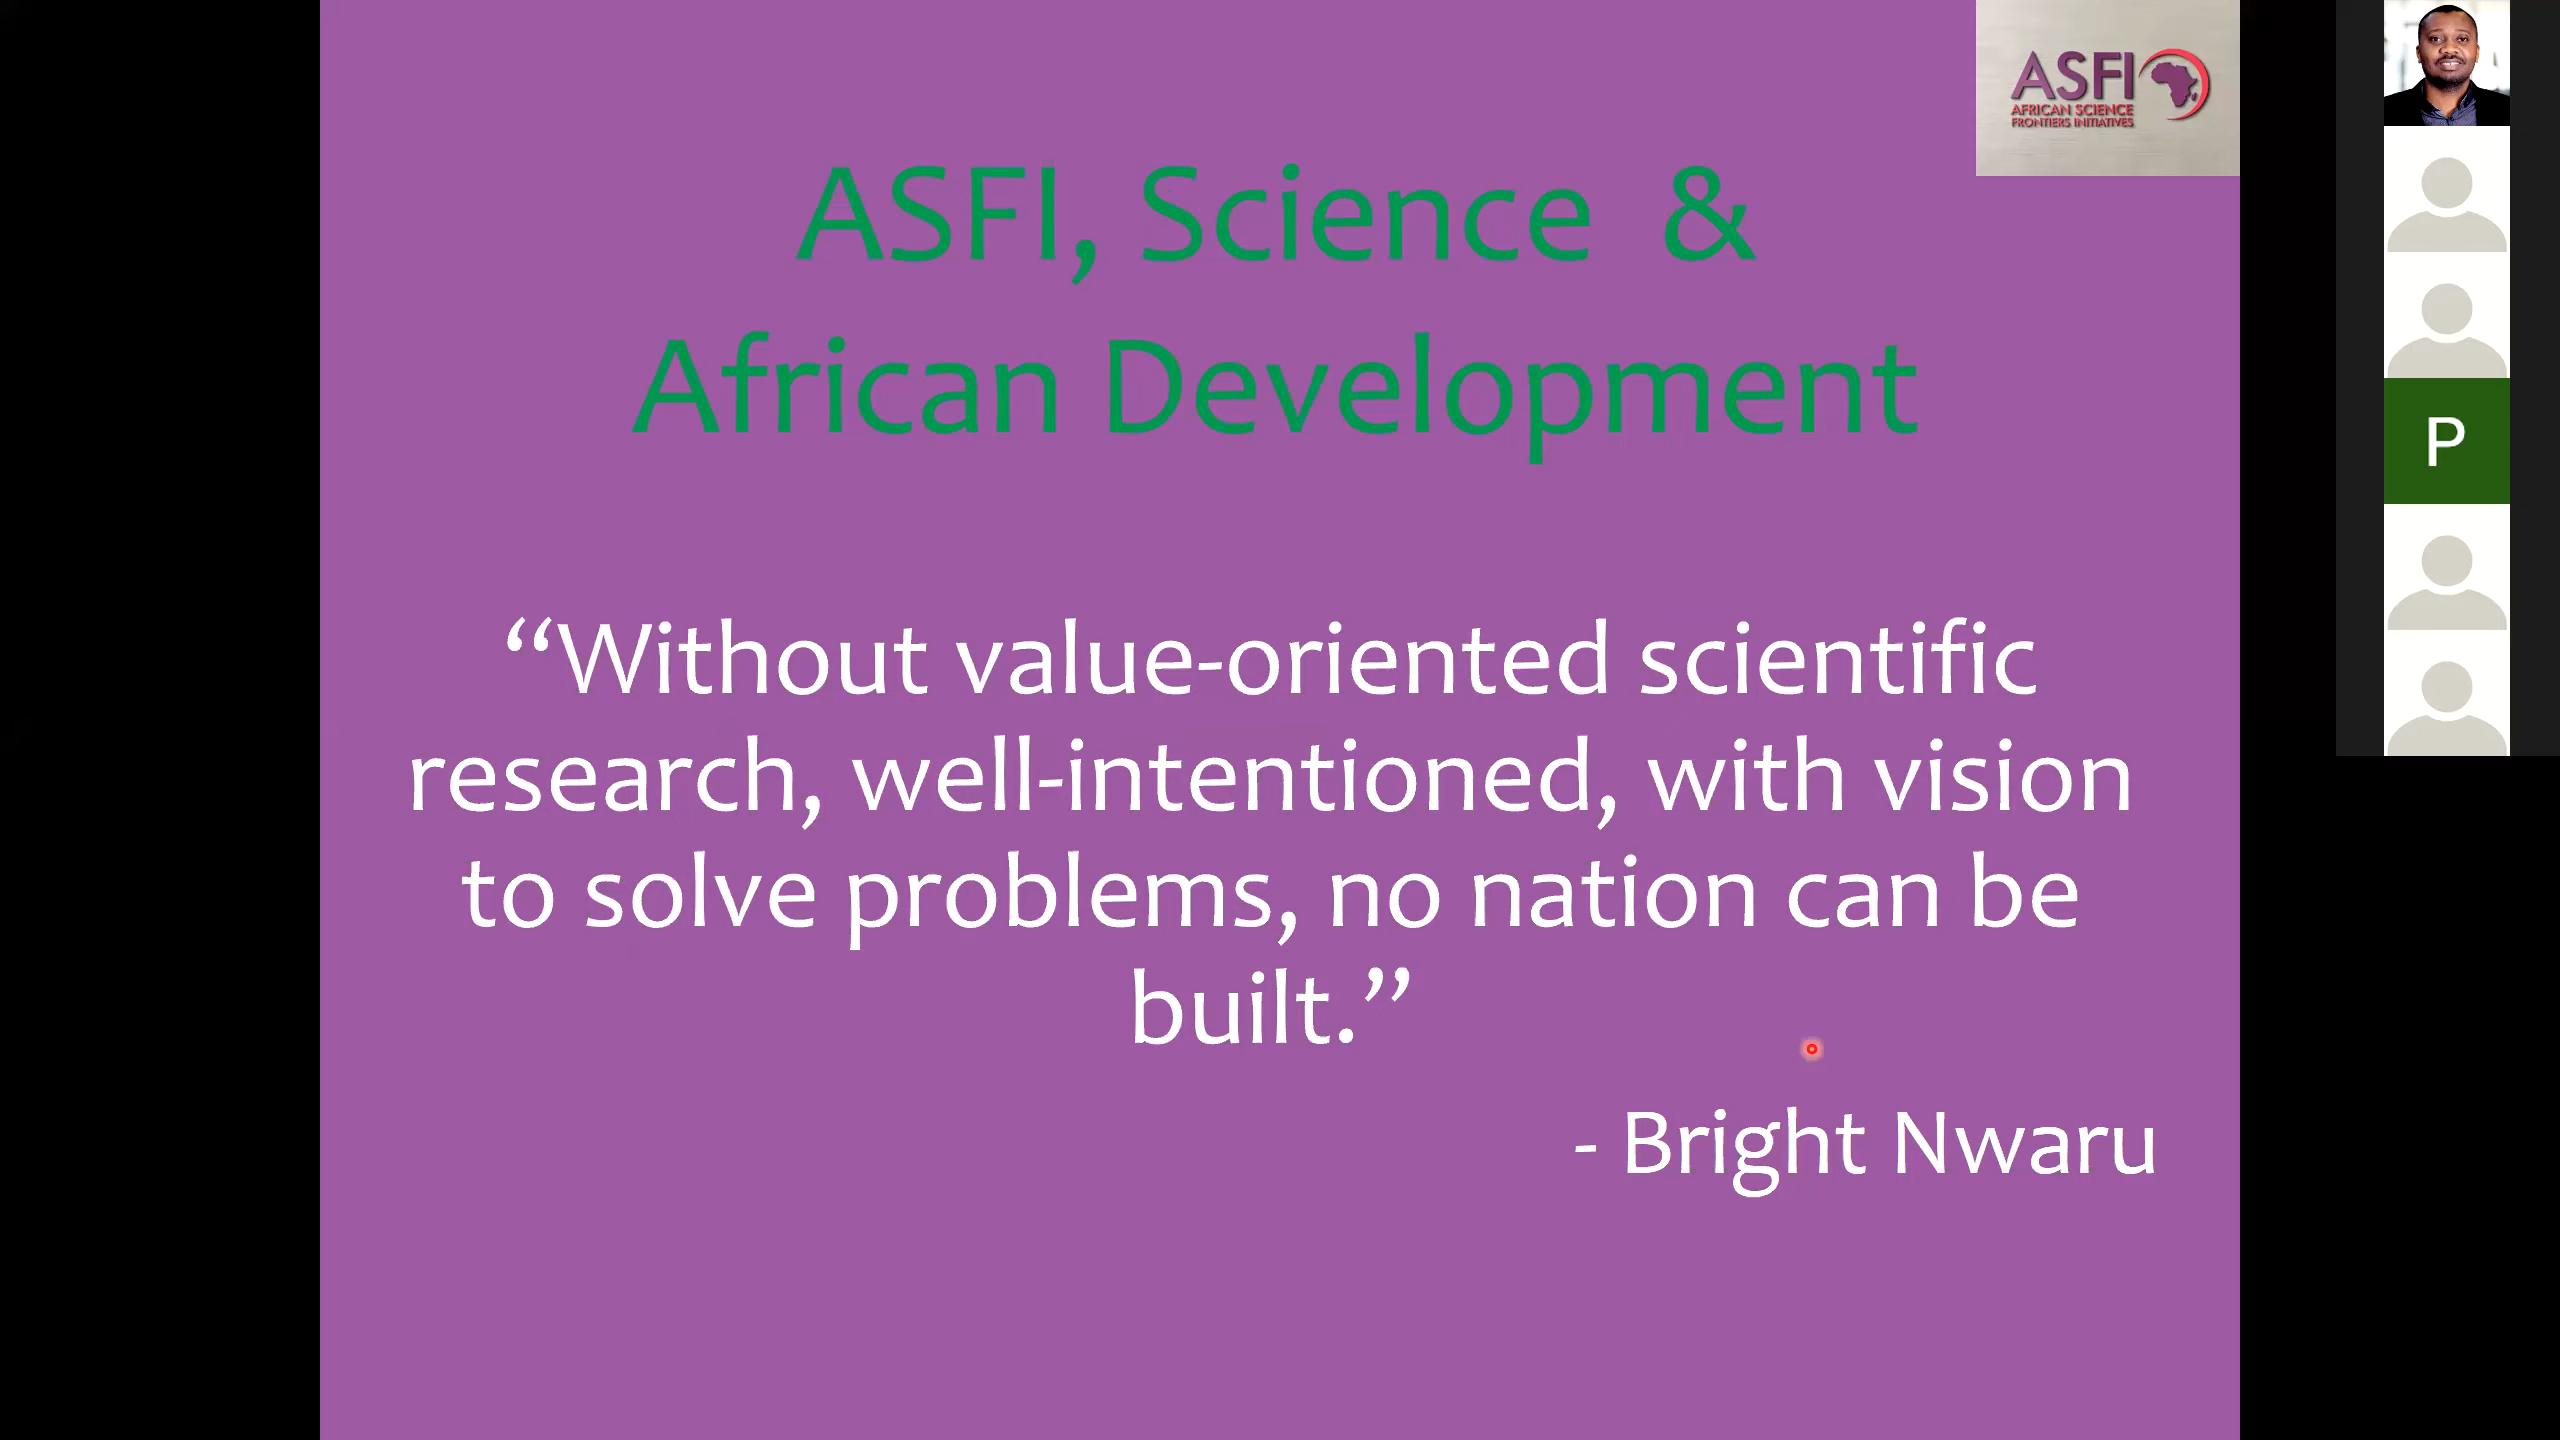 ASFI
AFRICAN SCIENCE
FRONTIERS INITIATIVES
ASFI, Science &
African Development
“Without value-oriented scientific
research, well-intentioned, with vision
to solve problems, no nation can be
built.”
- Bright Nwaru
P